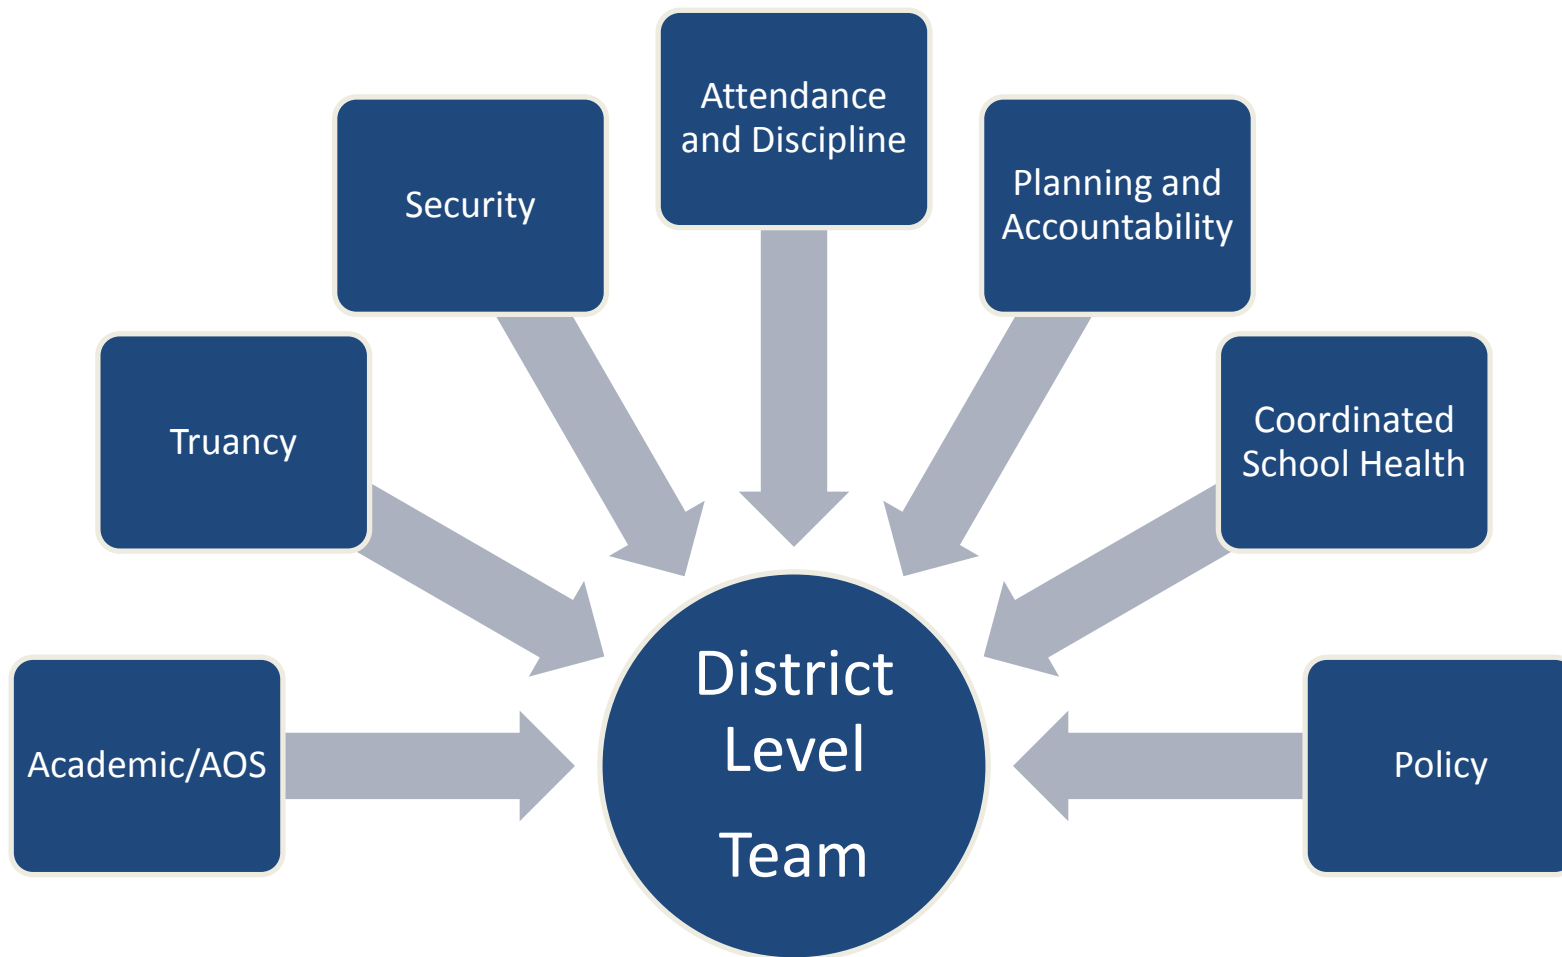 Attendance
and Discipline
Security
Planning and
Accountability
Truancy
Coordinated
School Health
District
Level
Team
Academic/AOS
Policy